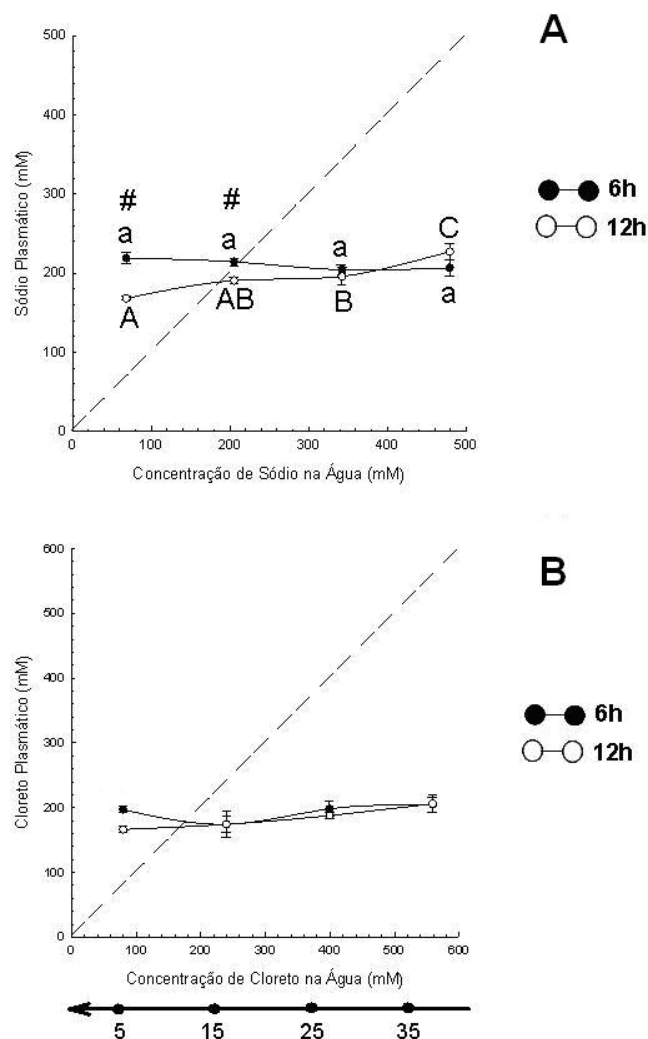 A
500
400
300
200
100
0
Sódio Plasmático (mM)
# #
a a a C
A AB B a
6h
12h
0 100 200 300 400 500
Concentração de Sódio na Água (mM)
B
600
500
400
300
200
100
0
Cloreto Plasmático (mM)
6h
12h
0 100 200 300 400 500 600
Concentração de Cloreto na Água (mM)
5 15 25 35